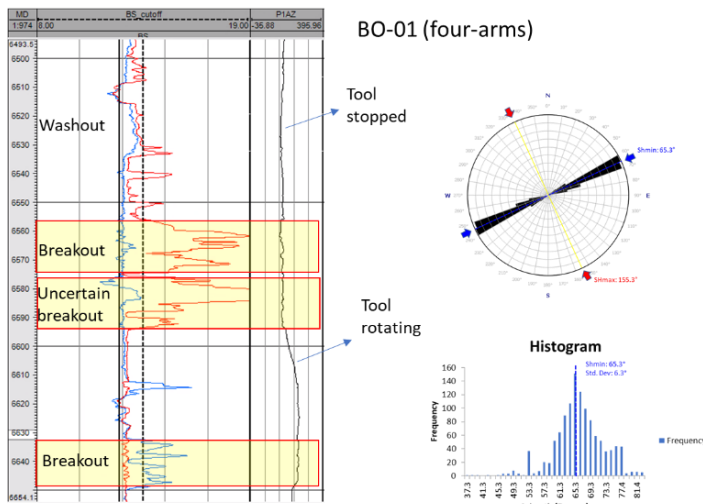 BO-01 (four-arms)
MD
BS_cutoff
P1AZ
1:974
8.00
19.00
-35.88
395.96
BS
6493.5
6500
6510
6520
6530
6540
6550
6560
6570
6580
6590
6600
6610
6620
6630
6640
6654.1
Washout
Breakout
Uncertain
breakout
Breakout
Tool
stopped
Tool
rotating
N
E
S
W
Shmin: 65.3°
SHmax: 155.3°
Histogram
Shmin: 65.3°
Std. Dev: 6.3°
Frequency
160
140
120
100
80
60
40
20
0
37.3
41.3
45.3
49.3
53.3
57.3
61.3
65.3
69.3
73.3
77.4
81.4
Frequency